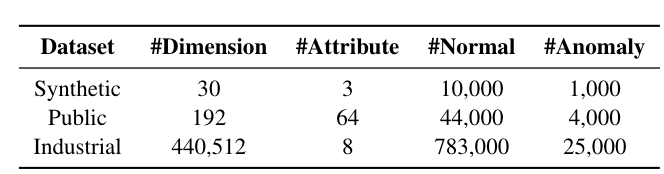 Dataset #Dimension #Attribute #Normal #Anomaly
Synthetic 30 3 10,000 1,000
Public 192 64 44,000 4,000
Industrial 440,512 8 783,000 25,000